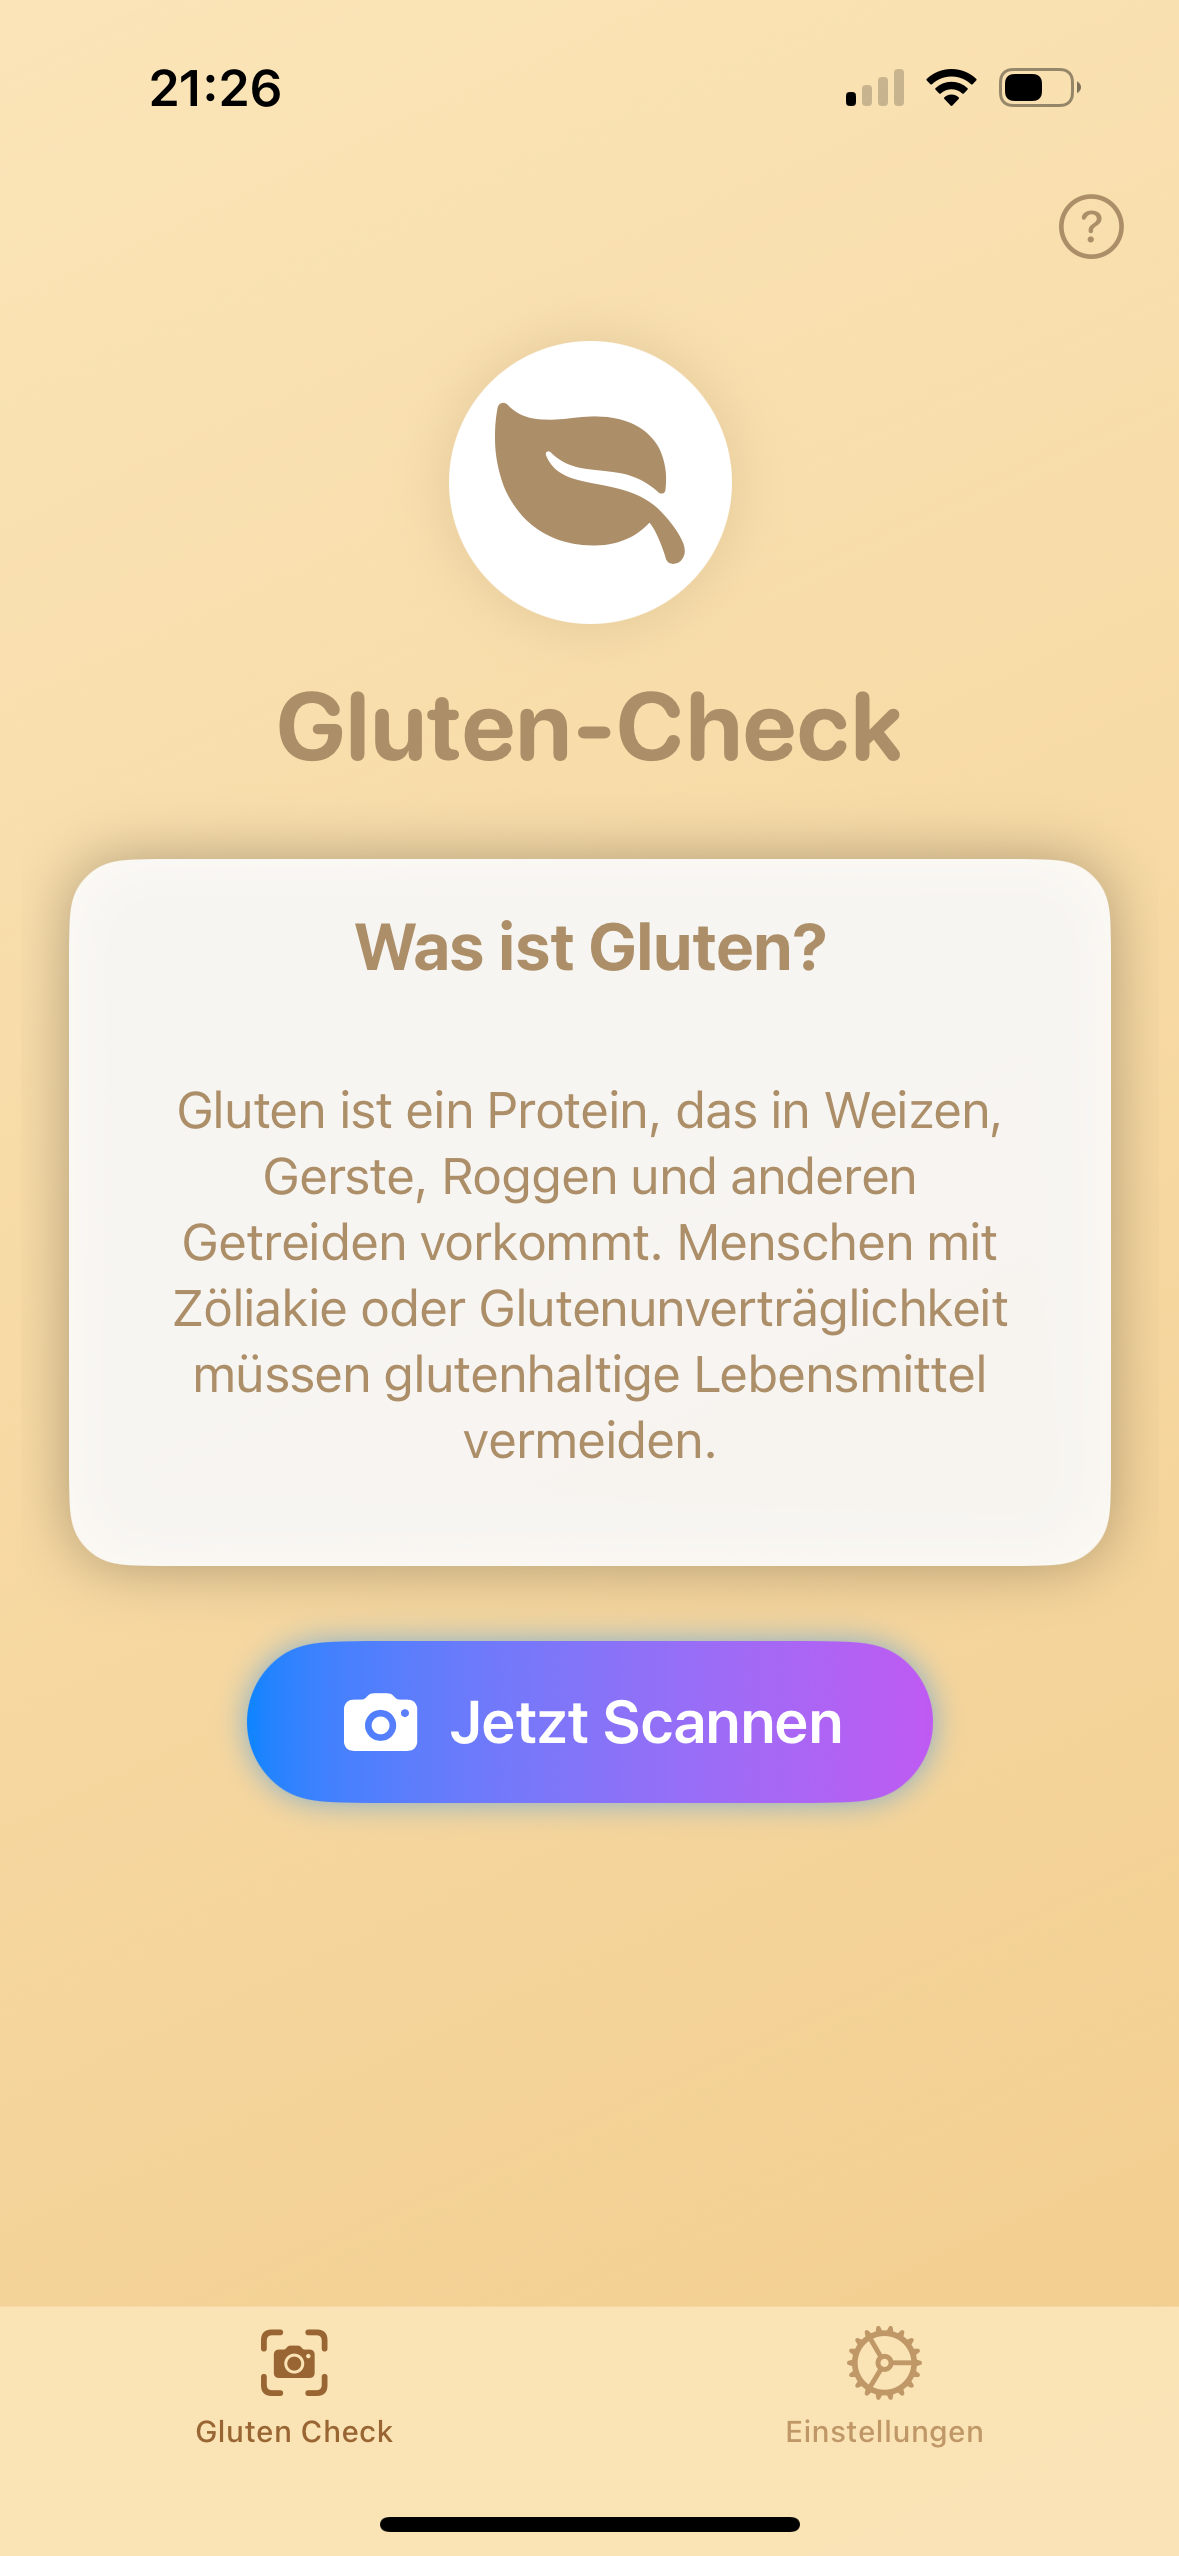 21:26
?
Gluten-Check
Was ist Gluten?
Gluten ist ein Protein, das in Weizen,
Gerste, Roggen und anderen
Getreiden vorkommt. Menschen mit
Zöliakie oder Glutenunverträglichkeit
müssen glutenhaltige Lebensmittel
vermeiden.
Jetzt Scannen
Gluten Check
Einstellungen